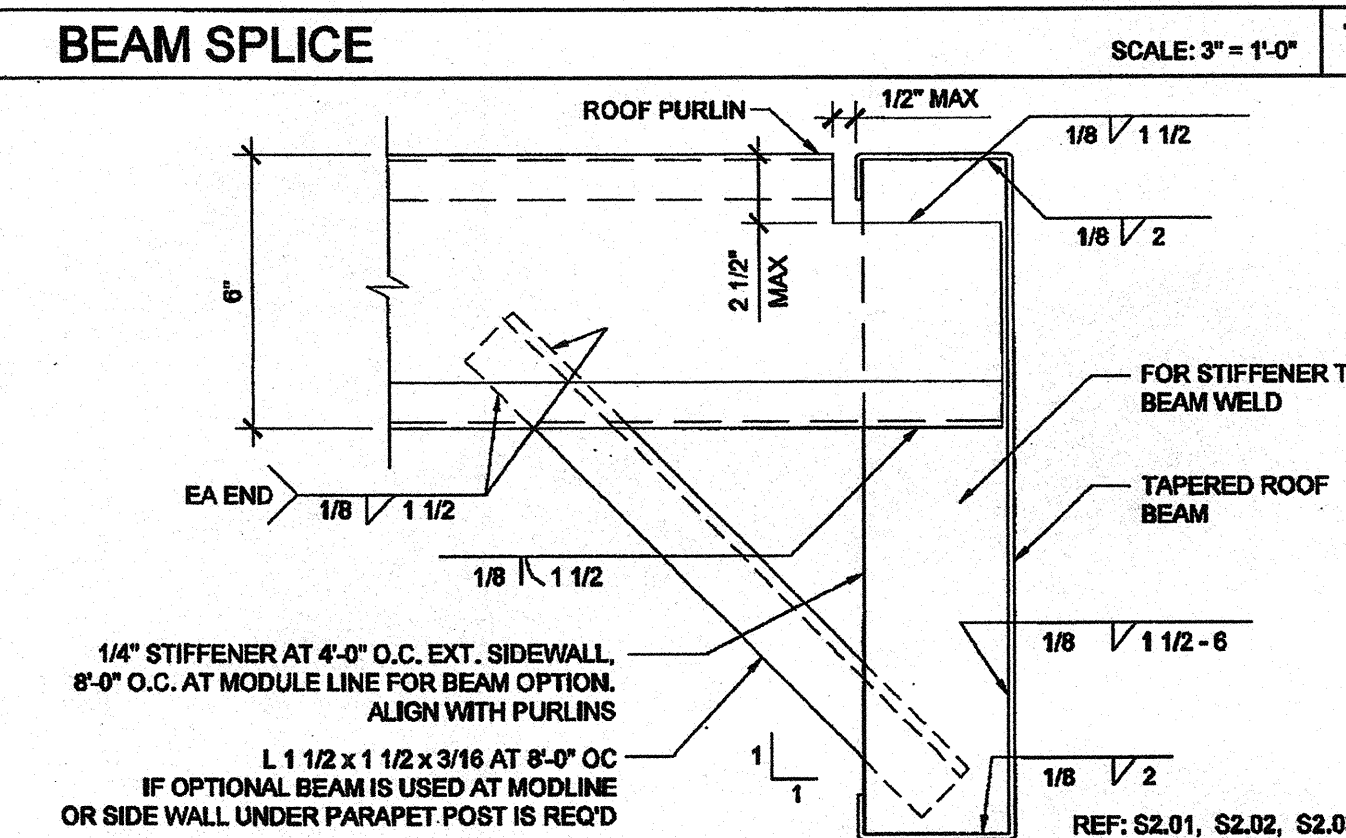 BEAM SPLICE
SCALE: 3" = 1'-0"
ROOF PURLIN
1/2" MAX
1/8 1 1/2
1/8 2
6"
2 1/2"
MAX
FOR STIFFENER T
BEAM WELD
TAPERED ROOF
BEAM
EA END
1/8 1 1/2
1/8 1 1/2
1/8 1 1/2 - 6
1/4" STIFFENER AT 4'-0" O.C. EXT. SIDEWALL,
8'-0" O.C. AT MODULE LINE FOR BEAM OPTION.
ALIGN WITH PURLINS
L 1 1/2 x 1 1/2 x 3/16 AT 8'-0" OC
IF OPTIONAL BEAM IS USED AT MODLINE
OR SIDE WALL UNDER PARAPET POST IS REQ'D
1
1
1/8 2
REF: S2.01, S2.02, S2.0